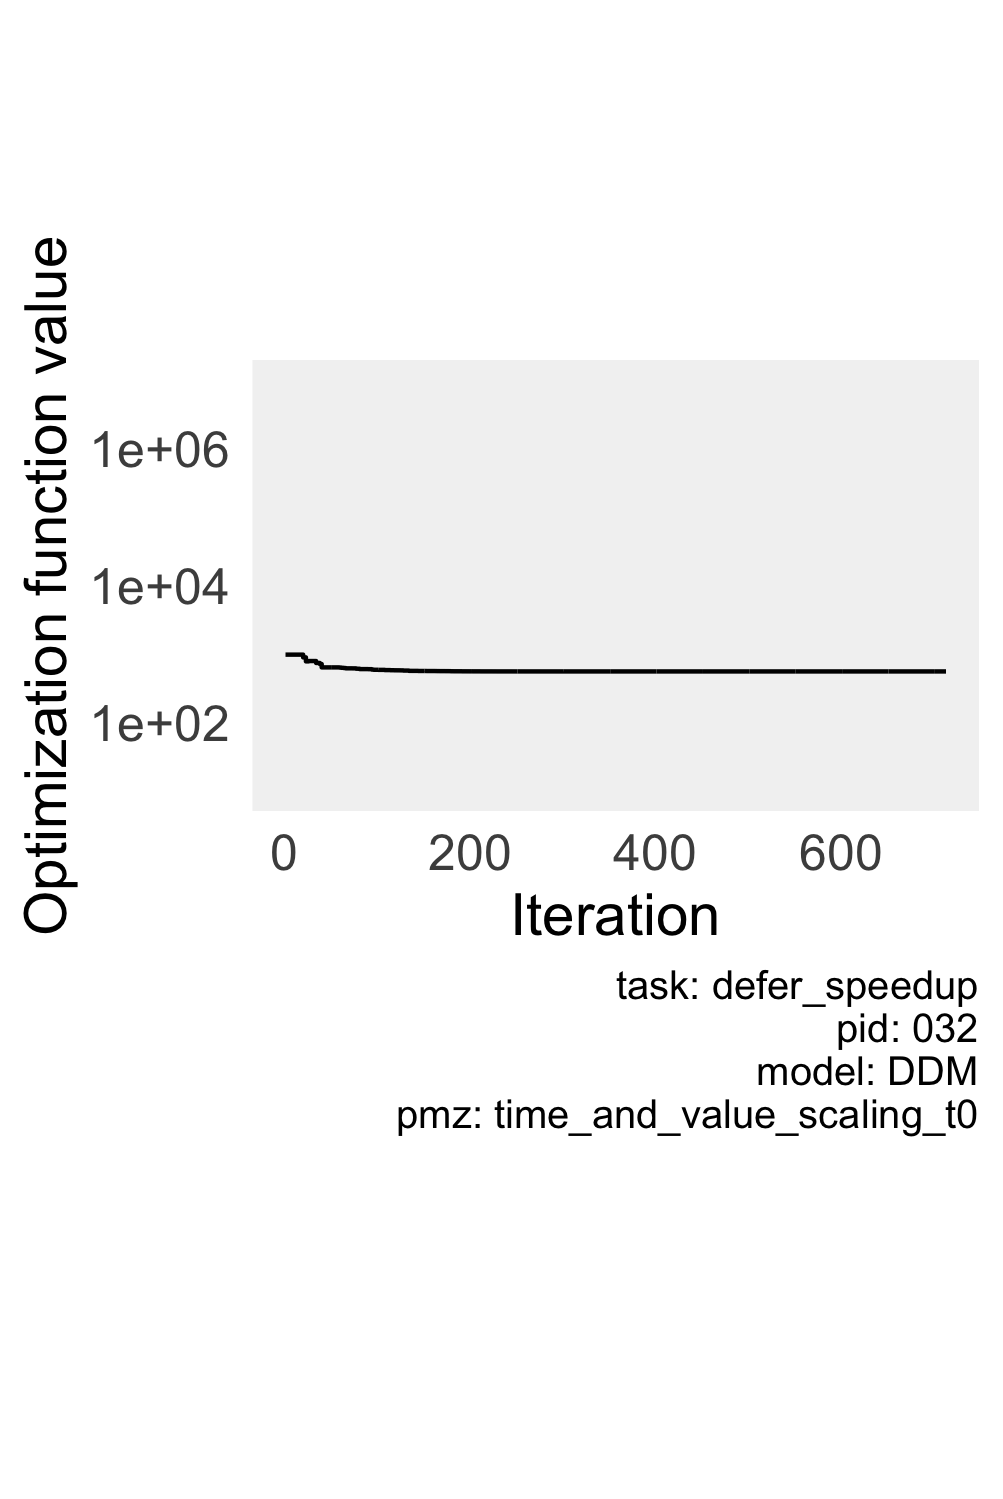 Optimization function value
1e+06
1e+04
1e+02
0 200 400 600
Iteration
task: defer_speedup
pid: 032
model: DDM
pmz: time_and_value_scaling_t0